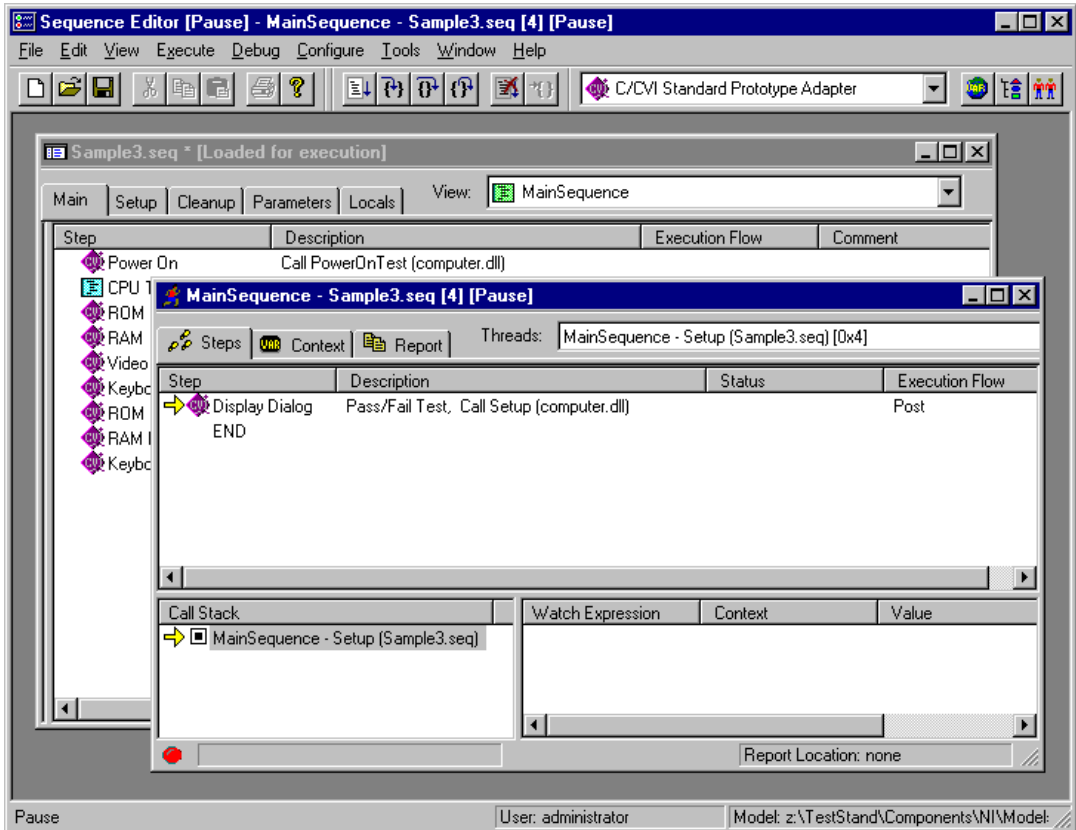 Sequence Editor [Pause] - MainSequence - Sample3.seq [4] [Pause]
File Edit View Execute Debug Configure Tools Window Help
C/CVI Standard Prototype Adapter
Sample3.seq * [Loaded for execution]
Main Setup Cleanup Parameters Locals View: MainSequence
Step Description Execution Flow Comment
Power On Call PowerOnTest (computer.dll)
CPU
ROM
RAM
Video
ROM
RAM
MainSequence - Sample3.seq [4] [Pause]
Steps Context Report Threads: MainSequence - Setup (Sample3.seq) [0x4]
Step Description Status Execution Flow
Display Dialog Pass/Fail Test, Call Setup (computer.dll) Post
END
Call Stack Watch Expression Context Value
MainSequence - Setup (Sample3.seq)
Report Location: none
Pause User: administrator Model: z:\TestStand\Components\NI\Model